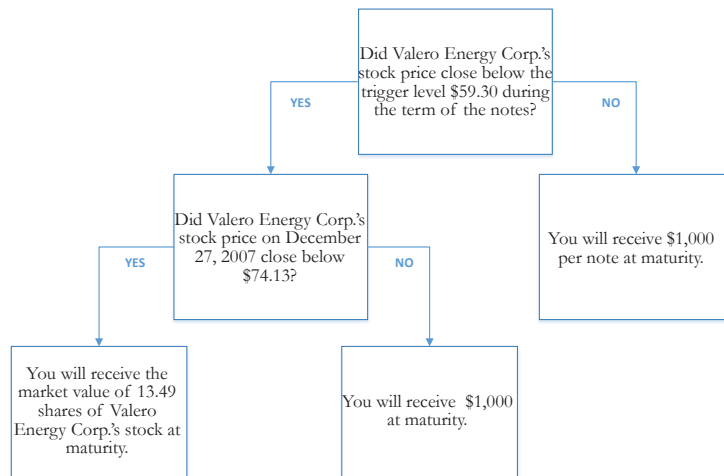 Did Valero Energy Corp.'s
stock price close below the
trigger level $59.30 during
the term of the notes?
YES
NO
Did Valero Energy Corp.'s
stock price on December
27, 2007 close below
$74.13?
You will receive $1,000
per note at maturity.
YES
NO
You will receive the
market value of 13.49
shares of Valero
Energy Corp.'s stock at
maturity.
You will receive $1,000
at maturity.